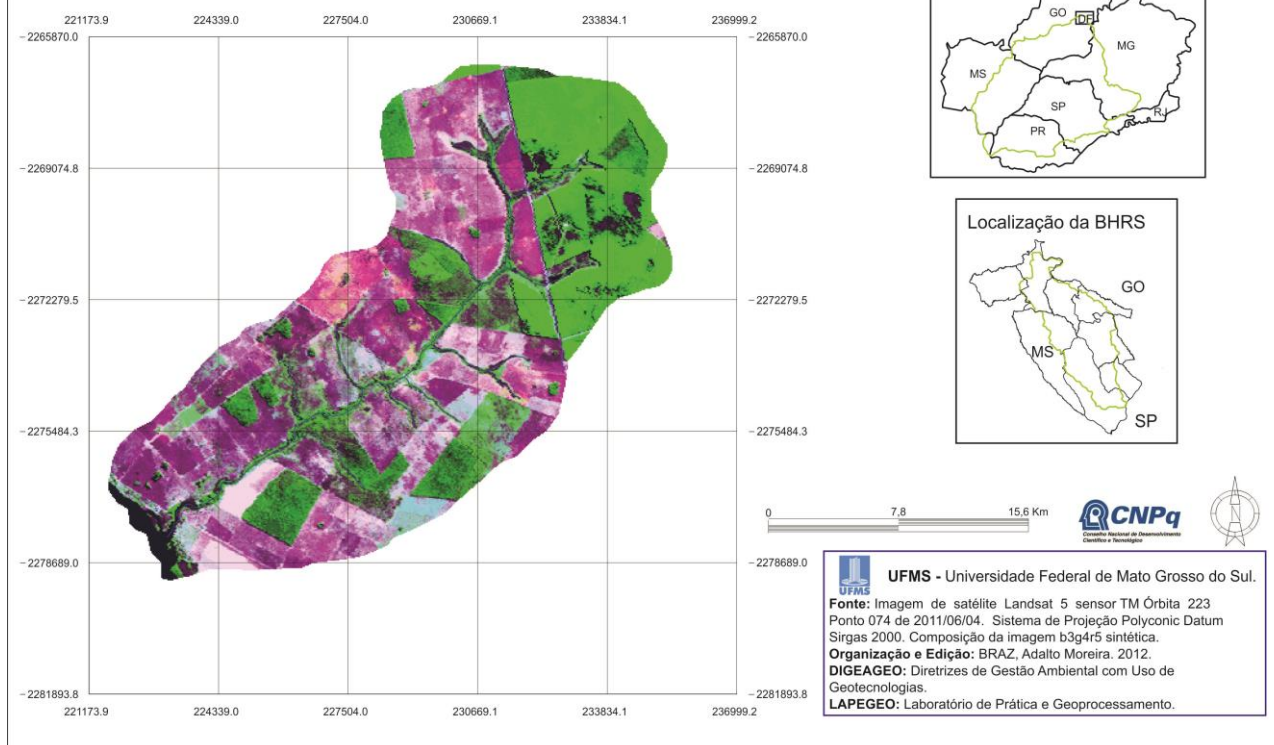 221173.9 224339.0 227504.0 230669.1 233834.1 236999.2
2265870.0 2265870.0
2269074.8 2269074.8
2272279.5 2272279.5
2275484.3 2275484.3
2278689.0 2278689.0
2281893.8 2281893.8
221173.9 224339.0 227504.0 230669.1 233834.1 236999.2
GO
DF
MG
MS
SP
RJ
PR
Localização da BHRS
GO
MS
SP
0 7,8 15,6 Km
CNPq
Conselho Nacional de Desenvolvimento
Científico e Tecnológico
UFMS
UFMS - Universidade Federal de Mato Grosso do Sul.
Fonte: Imagem de satélite Landsat 5 sensor TM Órbita 223
Ponto 074 de 2011/06/04. Sistema de Projeção Polyconic Datum
Sirgas 2000. Composição da imagem b3g4r5 sintética.
Organização e Edição: BRAZ, Adalto Moreira. 2012.
DIGEAGEO: Diretrizes de Gestão Ambiental com Uso de
Geotecnologias.
LAPEGEO: Laboratório de Prática e Geoprocessamento.